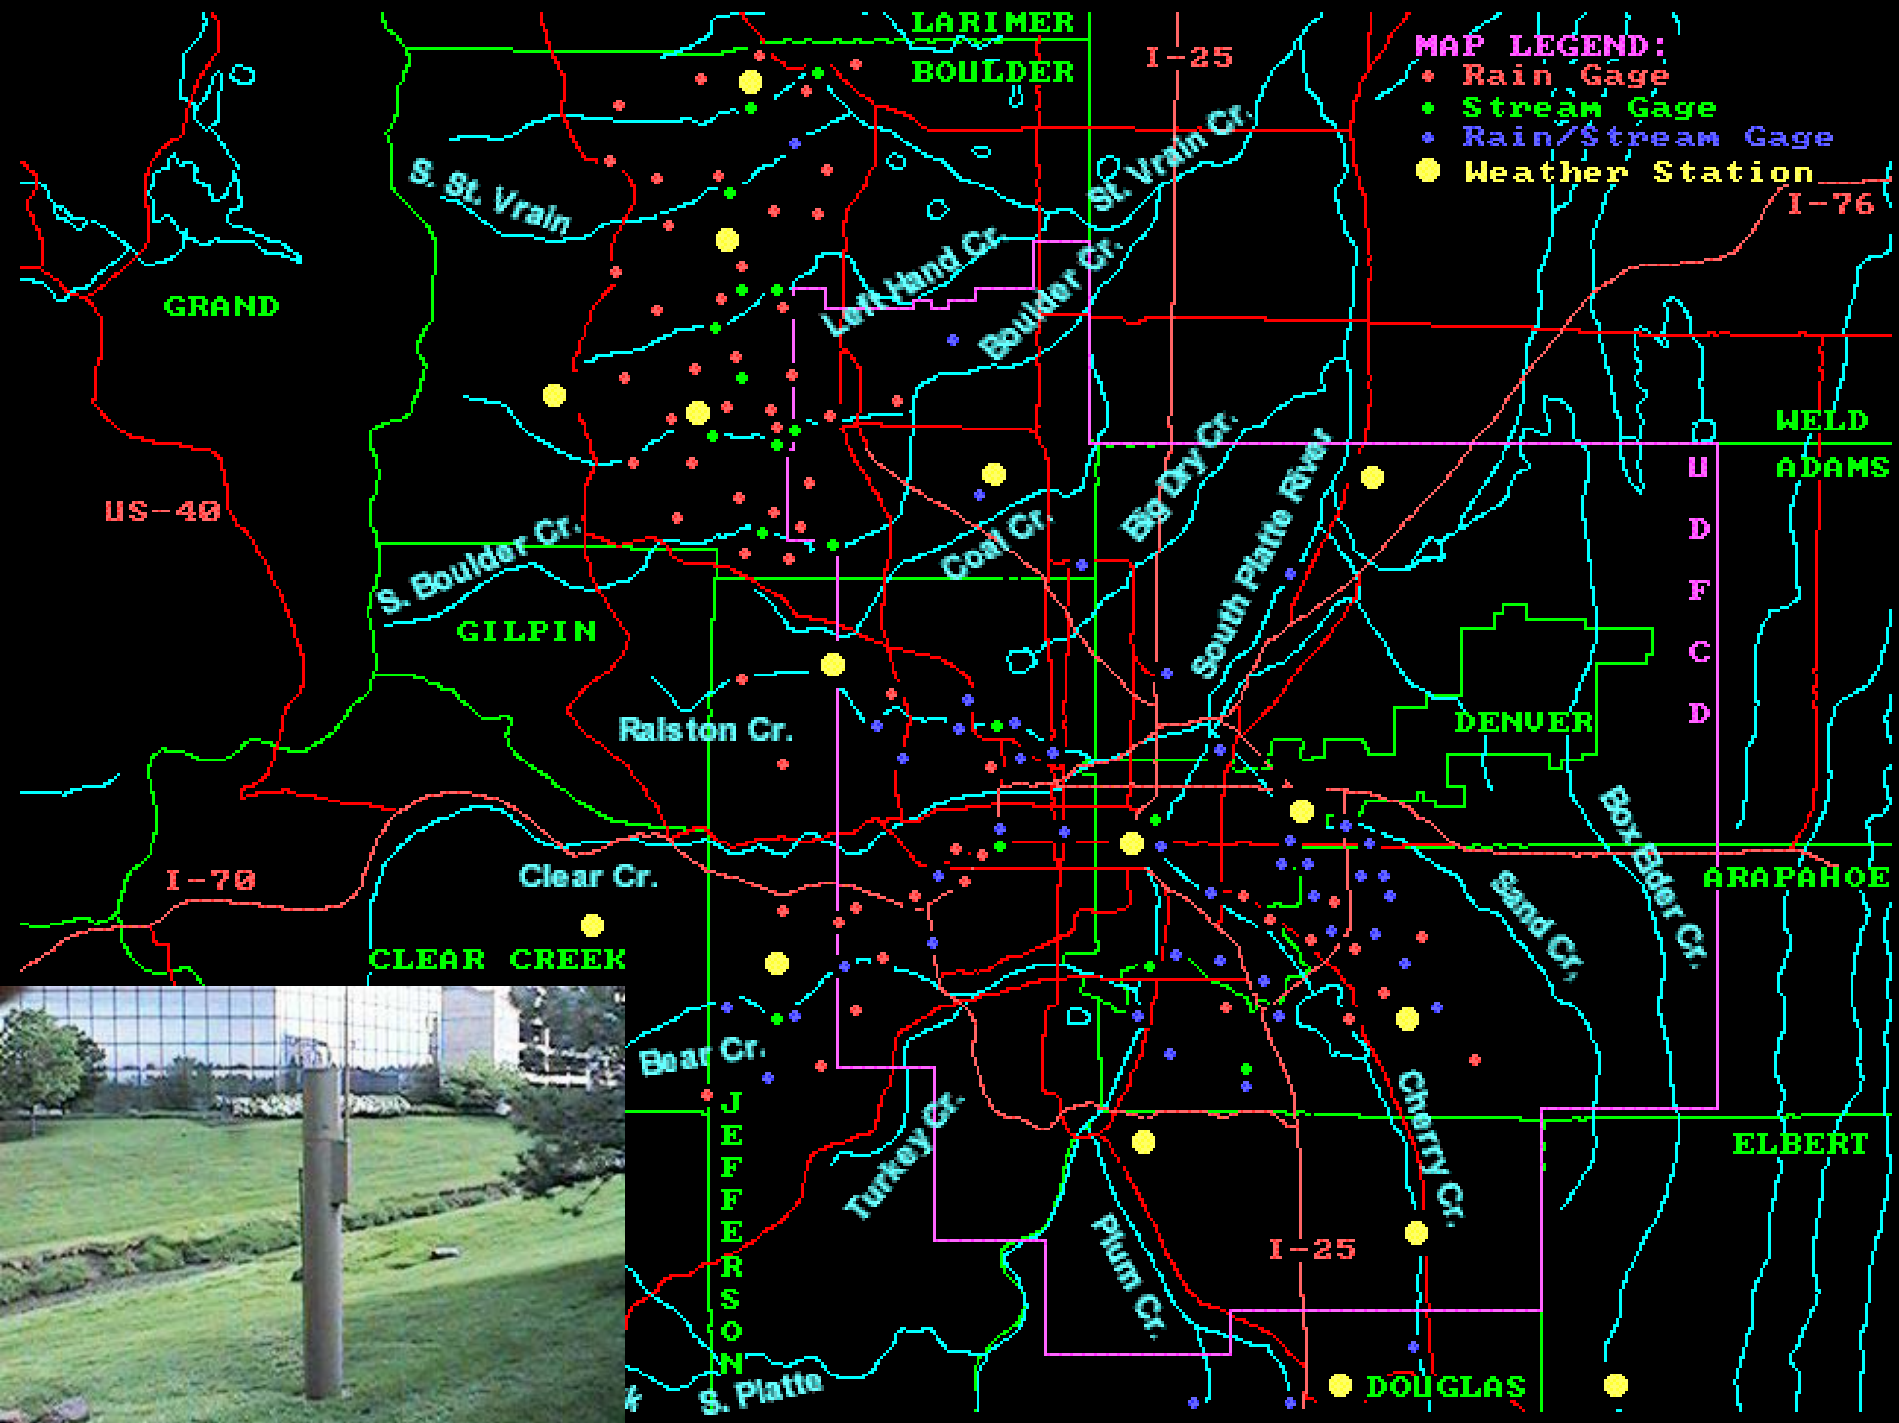 LARIMER
BOULDER
I-25
MAP LEGEND:
Rain Gage
Stream Gage
Rain/Stream Gage
Weather Station
I-76
S. St. Vrain
St. Vrain Cr.
Left Hand Cr.
Boulder Cr.
GRAND
WELD
ADAMS
UDFCD
US-40
S. Boulder Cr.
Coal Cr.
Big Dry Cr.
South Platte River
GILPIN
Ralston Cr.
DENVER
Box Elder Cr.
I-70
Clear Cr.
ARAPAHOE
Sand Cr.
CLEAR CREEK
Bear Cr.
JEFFERSON
Turkey Cr.
Cherry Cr.
ELBERT
Plum Cr.
I-25
S. Platte
DOUGLAS